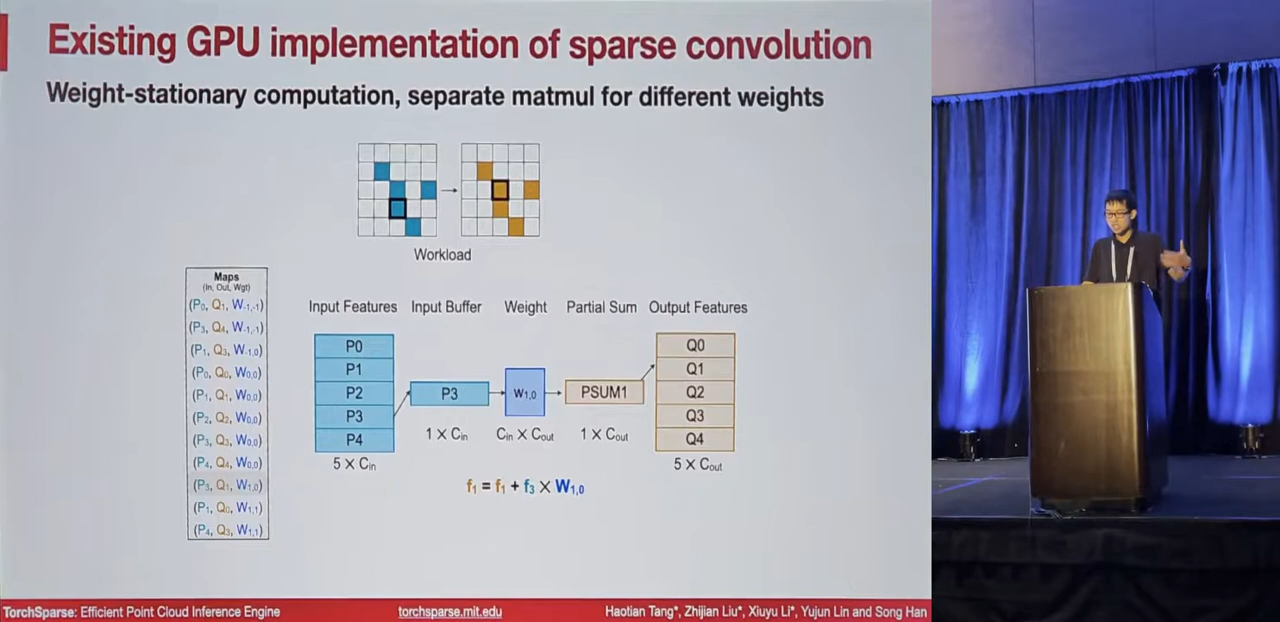 Existing GPU implementation of sparse convolution
Weight-stationary computation, separate matmul for different weights
Workload
Maps
(In, Out, Wgt)
(P0, Q1, W-1,-1)
(P3, Q4, W-1,-1)
(P1, Q3, W-1,0)
(P0, Q0, W0,0)
(P1, Q1, W0,0)
(P2, Q2, W0,0)
(P3, Q3, W0,0)
(P4, Q4, W0,0)
(P3, Q1, W1,0)
(P1, Q0, W1,1)
(P4, Q3, W1,1)
Input Features
P0
P1
P2
P3
P4
5 X Cin
Input Buffer
P3
1 X Cin
Weight
W1,0
Cin X Cout
Partial Sum
PSUM1
1 X Cout
Output Features
Q0
Q1
Q2
Q3
Q4
5 X Cout
f1 = f1 + f3 X W1,0
TorchSparse: Efficient Point Cloud Inference Engine
torchsparse.mit.edu
Haotian Tang*, Zhijian Liu*, Xiuyu Li*, Yujun Lin and Song Han